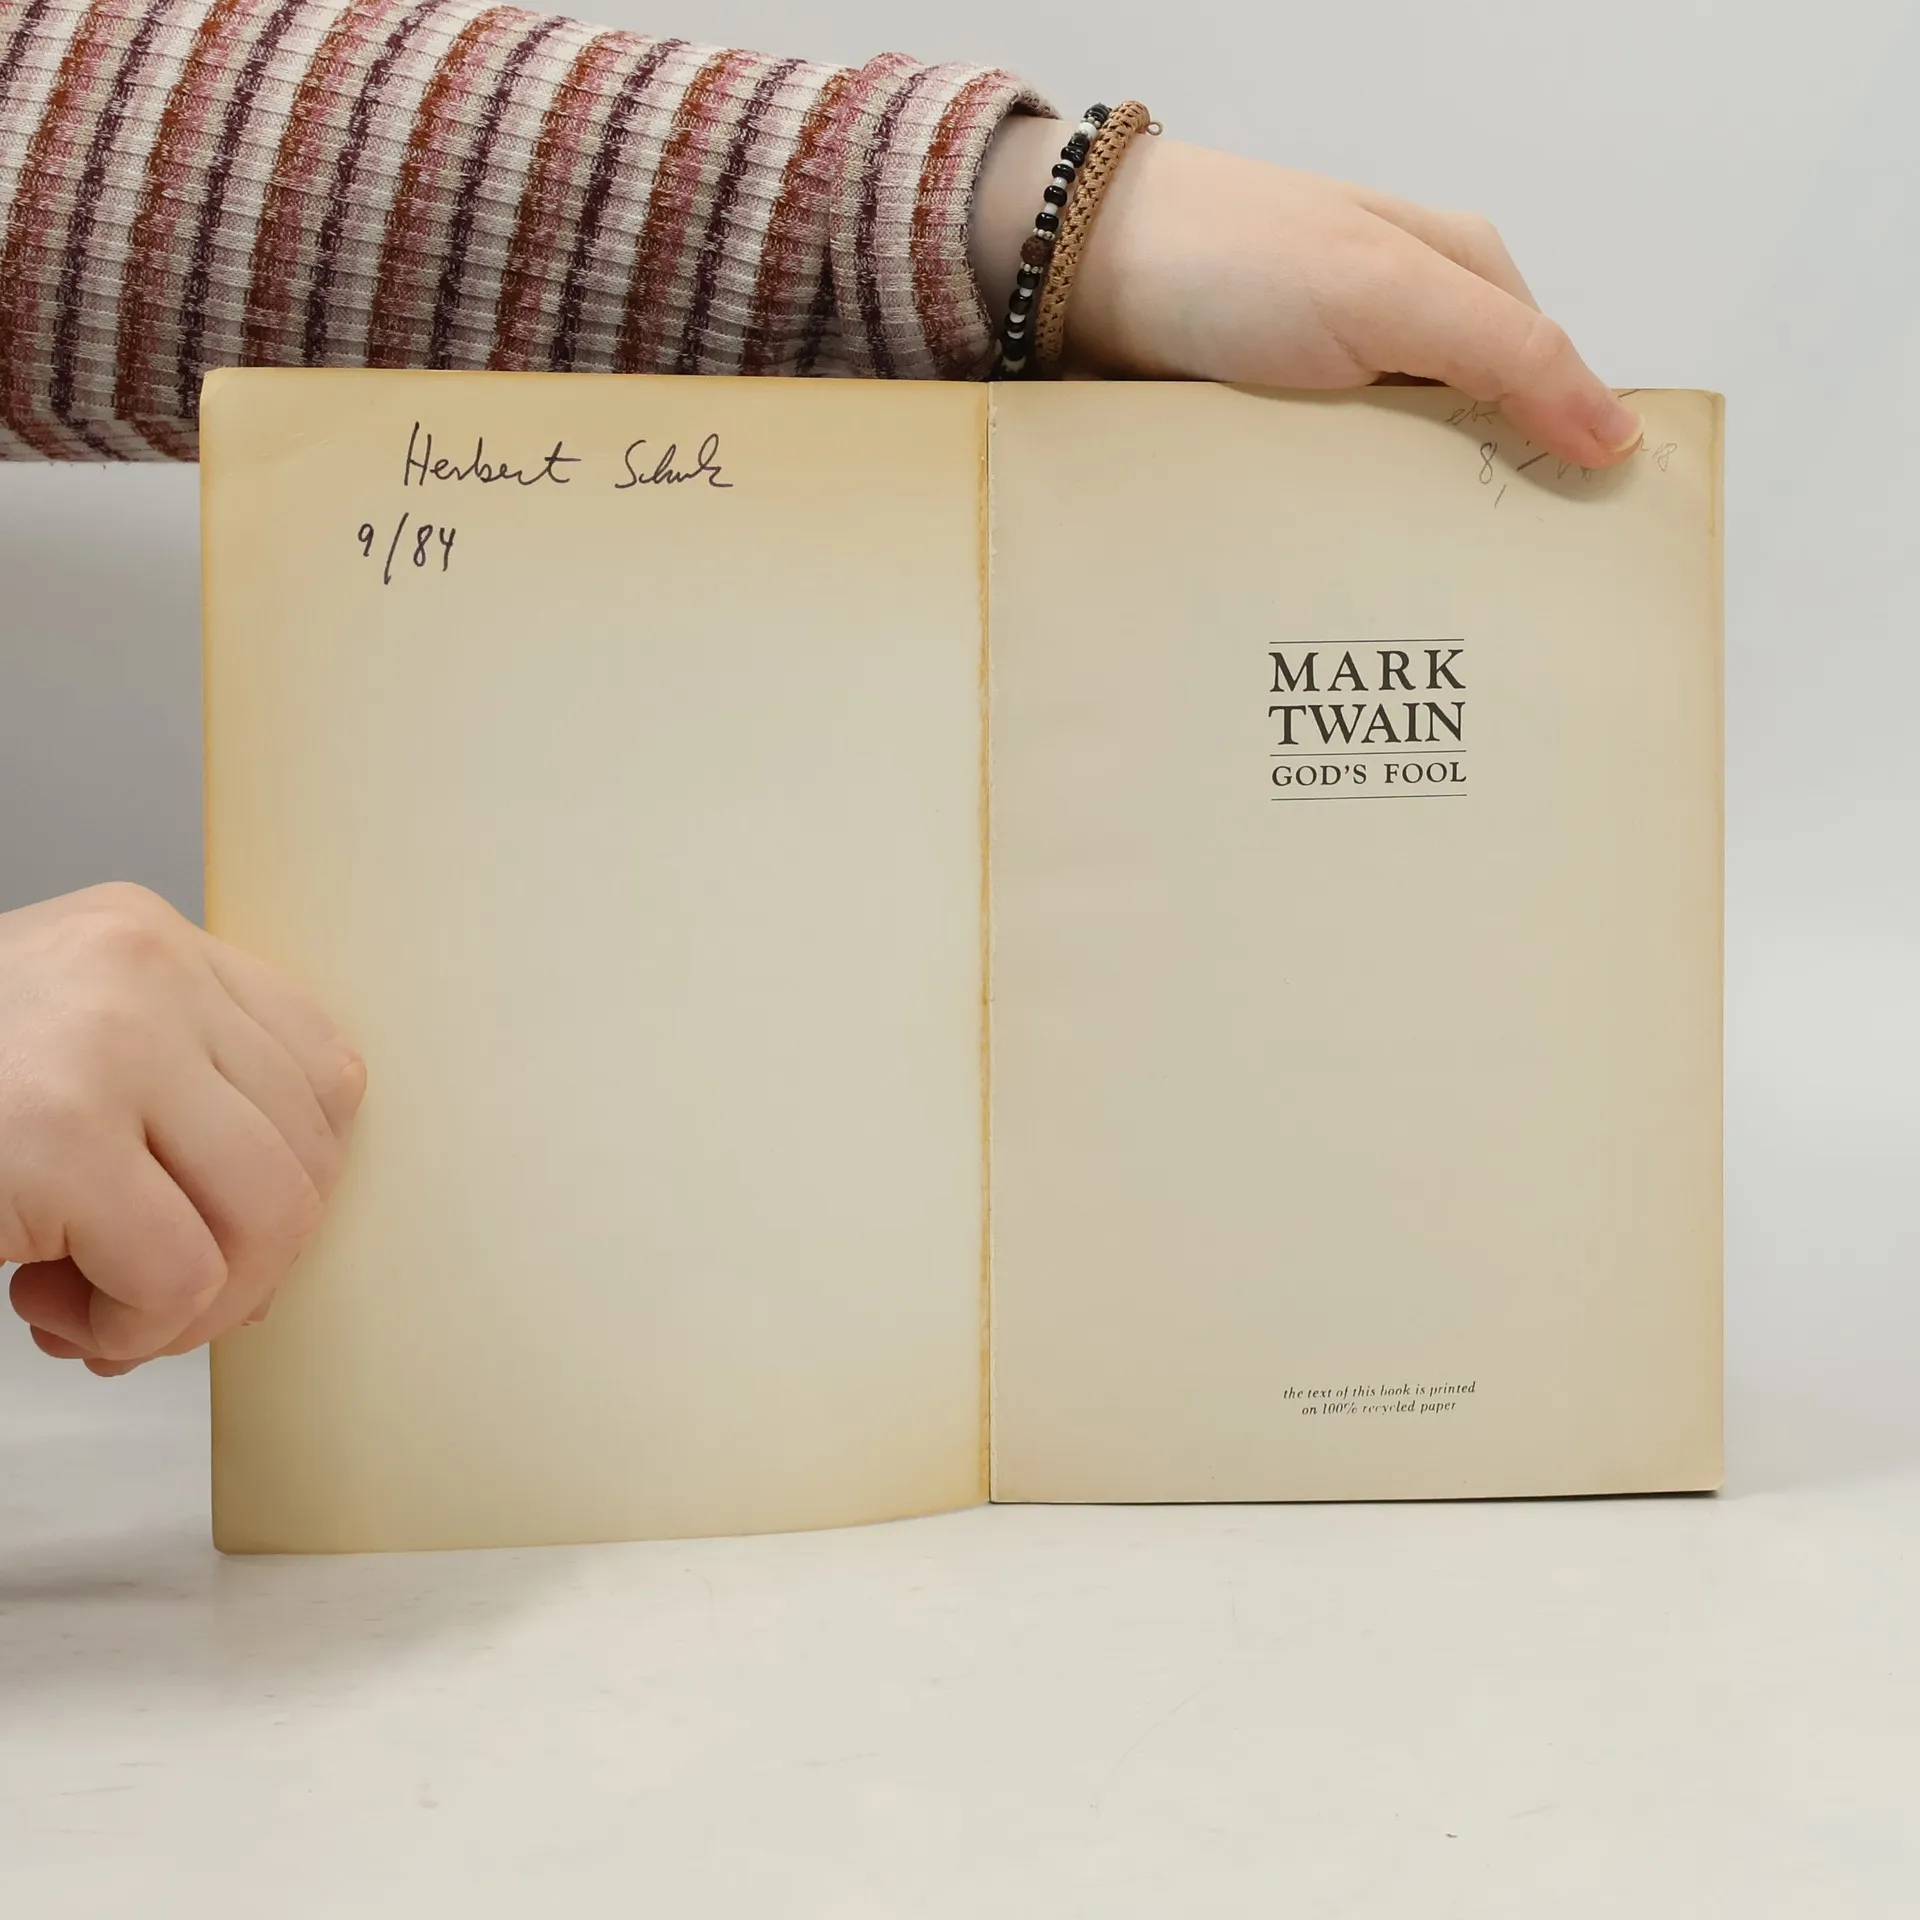 Herbert Schulz
9/84
MARK
TWAIN
GOD'S FOOL
the text of this book is printed
on 100% recycled paper